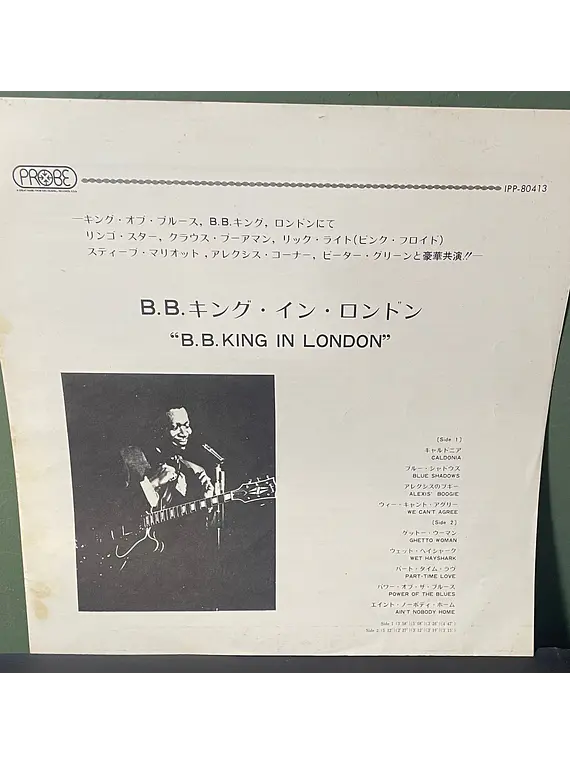 PROBE
IPP-80413
―キング・オブ・ブルース, B.B.キング, ロンドンにて
リンゴ・スター, クラウス・ブーアマン, リック・ライト(ピンク・フロイド)
スティーブ・マリオット, アレクシス・コーナー, ピーター・グリーンと豪華共演!!―
B.B.キング・イン・ロンドン
“B.B.KING IN LONDON”
(Side 1)
キャルドニア
CALDONIA
ブルー・シャドウズ
BLUE SHADOWS
アレクシスのブギー
ALEXIS' BOOGIE
ウィー・キャント・アグリー
WE CAN'T AGREE
(Side 2)
ゲットー・ウーマン
GHETTO WOMAN
ウェット・ヘイシャーク
WET HAYSHARK
パート・タイム・ラヴ
PART-TIME LOVE
パワー・オブ・ザ・ブルース
POWER OF THE BLUES
エイント・ノーボディ・ホーム
AIN'T NOBODY HOME
Side 1
Side 2